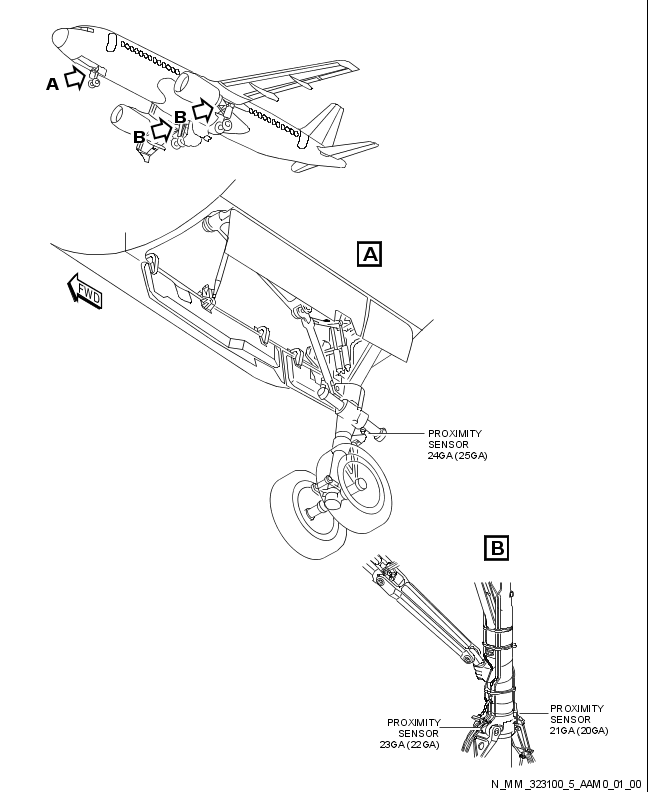 A
B
B
A
FWD
PROXIMITY
SENSOR
24GA (25GA)
B
PROXIMITY
SENSOR
21GA (20GA)
PROXIMITY
SENSOR
23GA (22GA)
N_MM_323100_5_AAM0_01_00